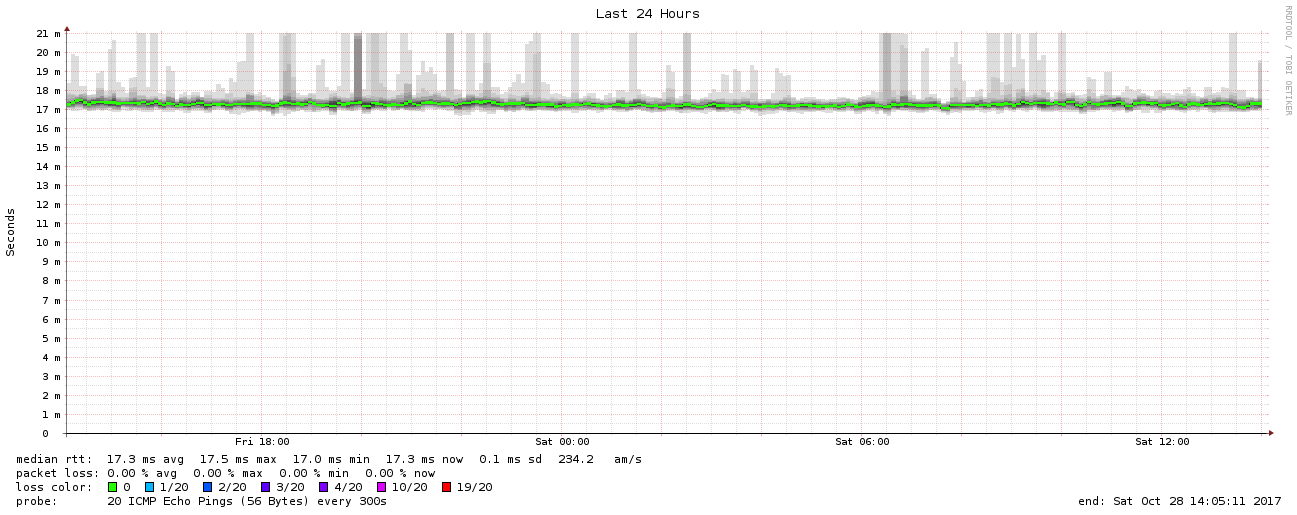 Last 24 Hours
RRDTOOL / TOBI OETIKER
Seconds
21 m
20 m
19 m
18 m
17 m
16 m
15 m
14 m
13 m
12 m
11 m
10 m
9 m
8 m
7 m
6 m
5 m
4 m
3 m
2 m
1 m
0
Fri 18:00 Sat 00:00 Sat 06:00 Sat 12:00
median rtt: 17.3 ms avg 17.5 ms max 17.0 ms min 17.3 ms now 0.1 ms sd 234.2 am/s
packet loss: 0.00 % avg 0.00 % max 0.00 % min 0.00 % now
loss color: 0 1/20 2/20 3/20 4/20 10/20 19/20
probe: 20 ICMP Echo Pings (56 Bytes) every 300s end: Sat Oct 28 14:05:11 2017